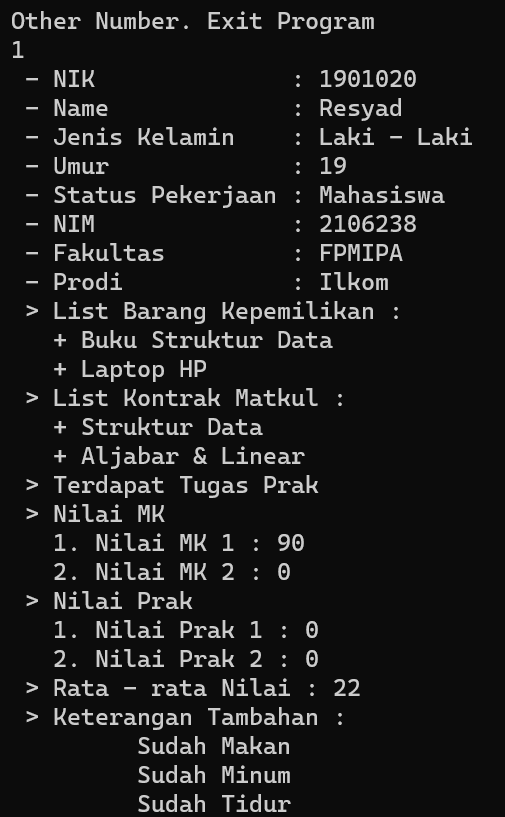 Other Number. Exit Program
1
- NIK : 1901020
- Name : Resyad
- Jenis Kelamin : Laki - Laki
- Umur : 19
- Status Pekerjaan : Mahasiswa
- NIM : 2106238
- Fakultas : FPMIPA
- Prodi : Ilkom
> List Barang Kepemilikan :
+ Buku Struktur Data
+ Laptop HP
> List Kontrak Matkul :
+ Struktur Data
+ Aljabar & Linear
> Terdapat Tugas Prak
> Nilai MK
1. Nilai MK 1 : 90
2. Nilai MK 2 : 0
> Nilai Prak
1. Nilai Prak 1 : 0
2. Nilai Prak 2 : 0
> Rata - rata Nilai : 22
> Keterangan Tambahan :
Sudah Makan
Sudah Minum
Sudah Tidur